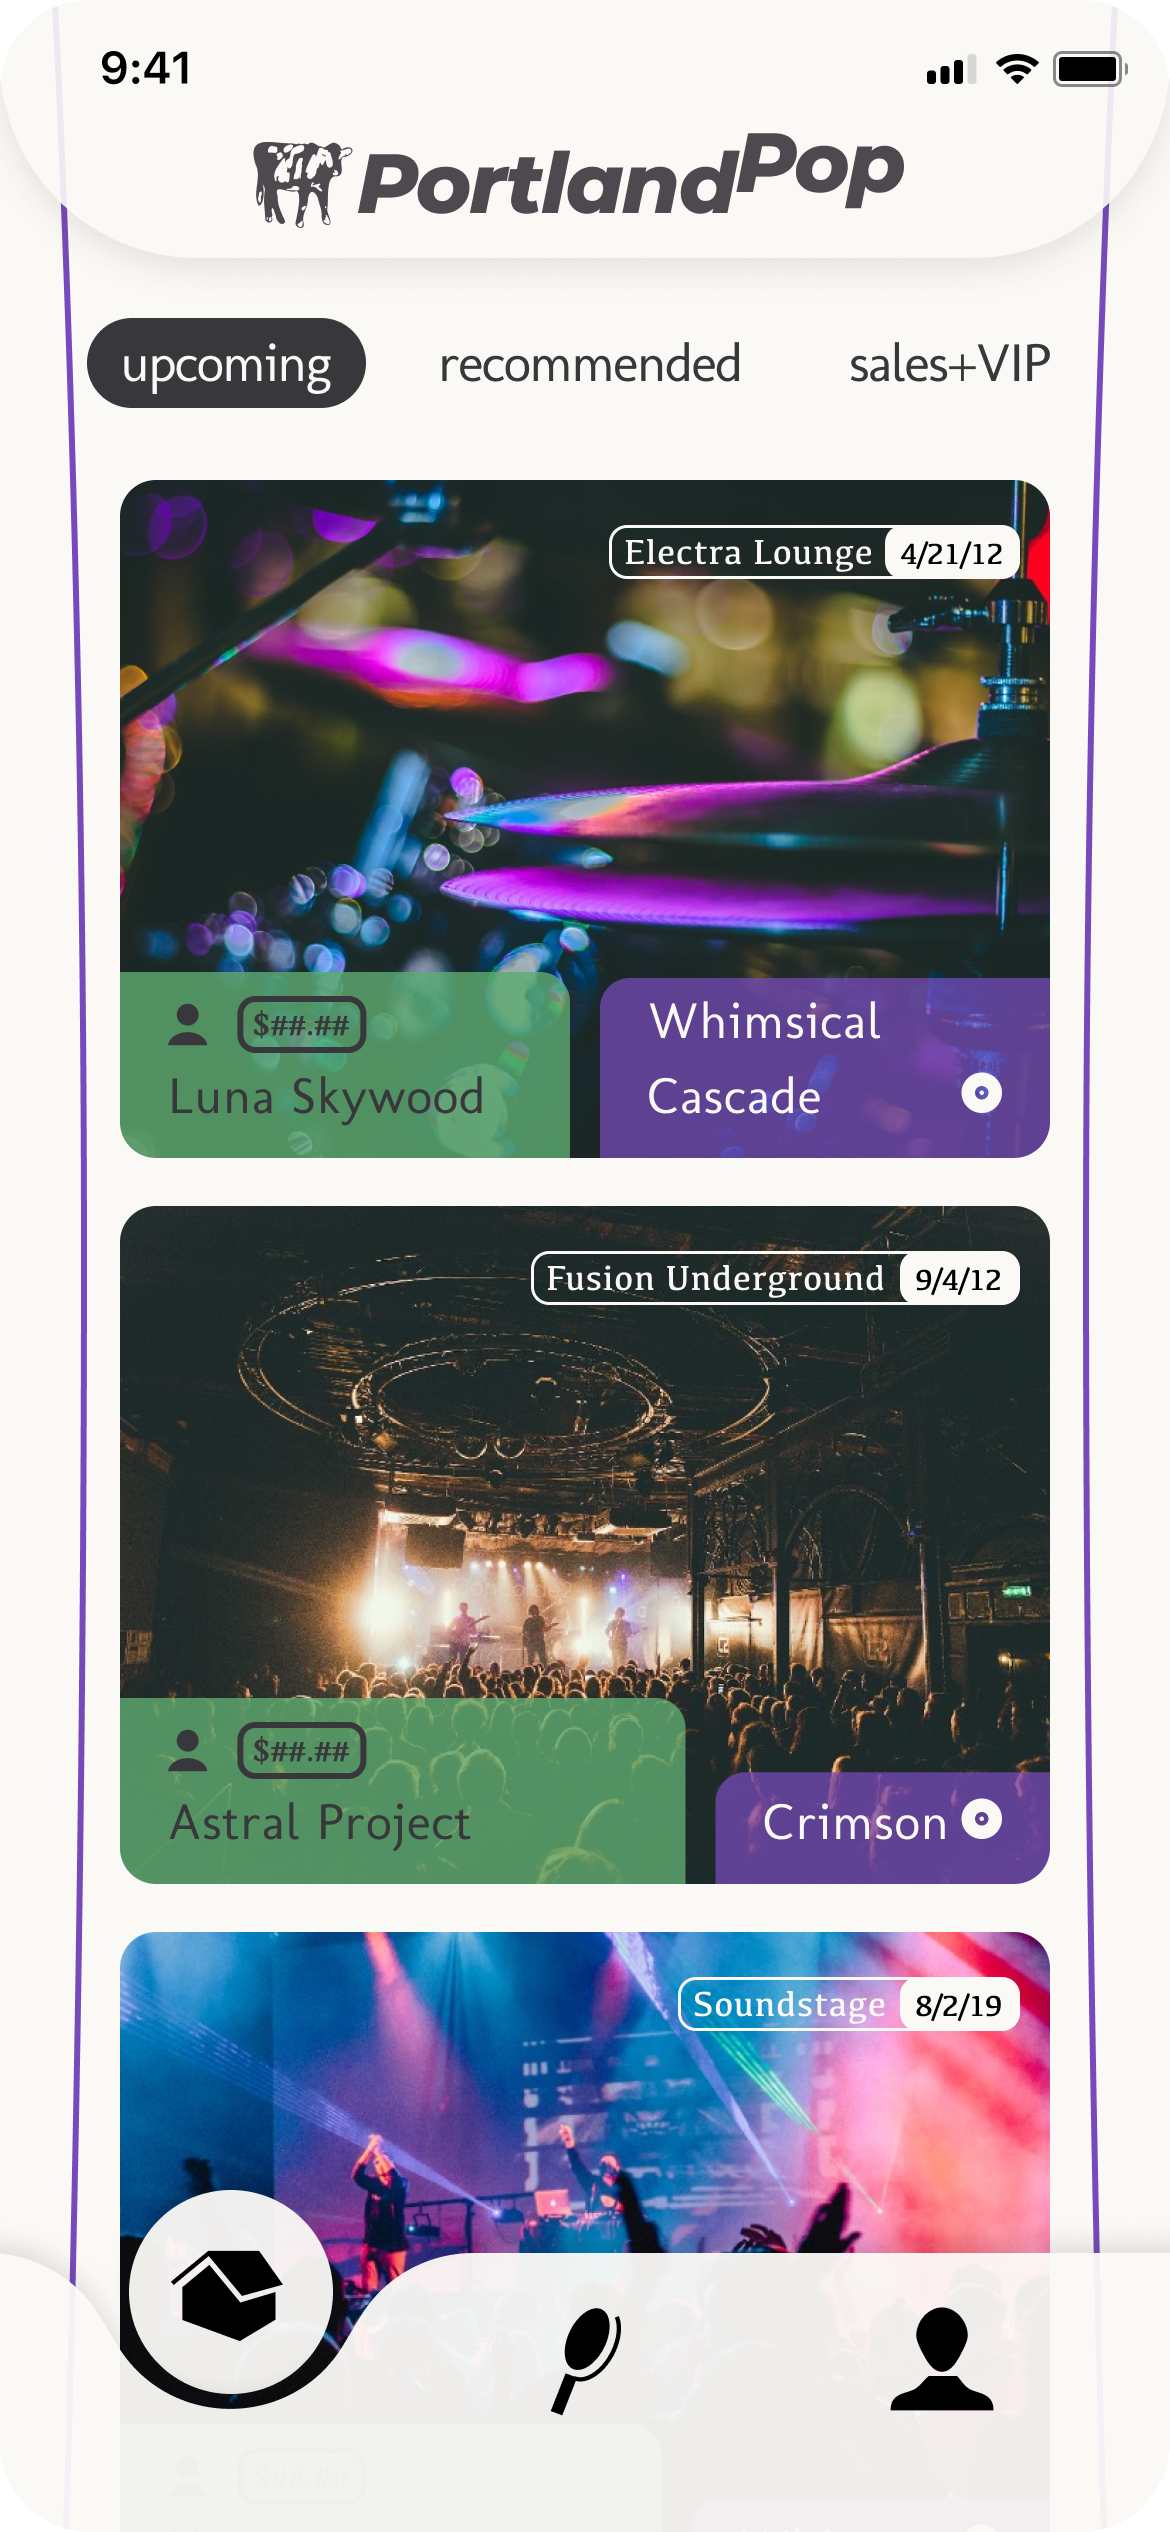 9:41
PortlandPop
upcoming recommended sales+VIP
Electra Lounge 4/21/12
$##.##
Luna Skywood
Whimsical
Cascade
Fusion Underground 9/4/12
$##.##
Astral Project
Crimson
Soundstage 8/2/19
$##.##